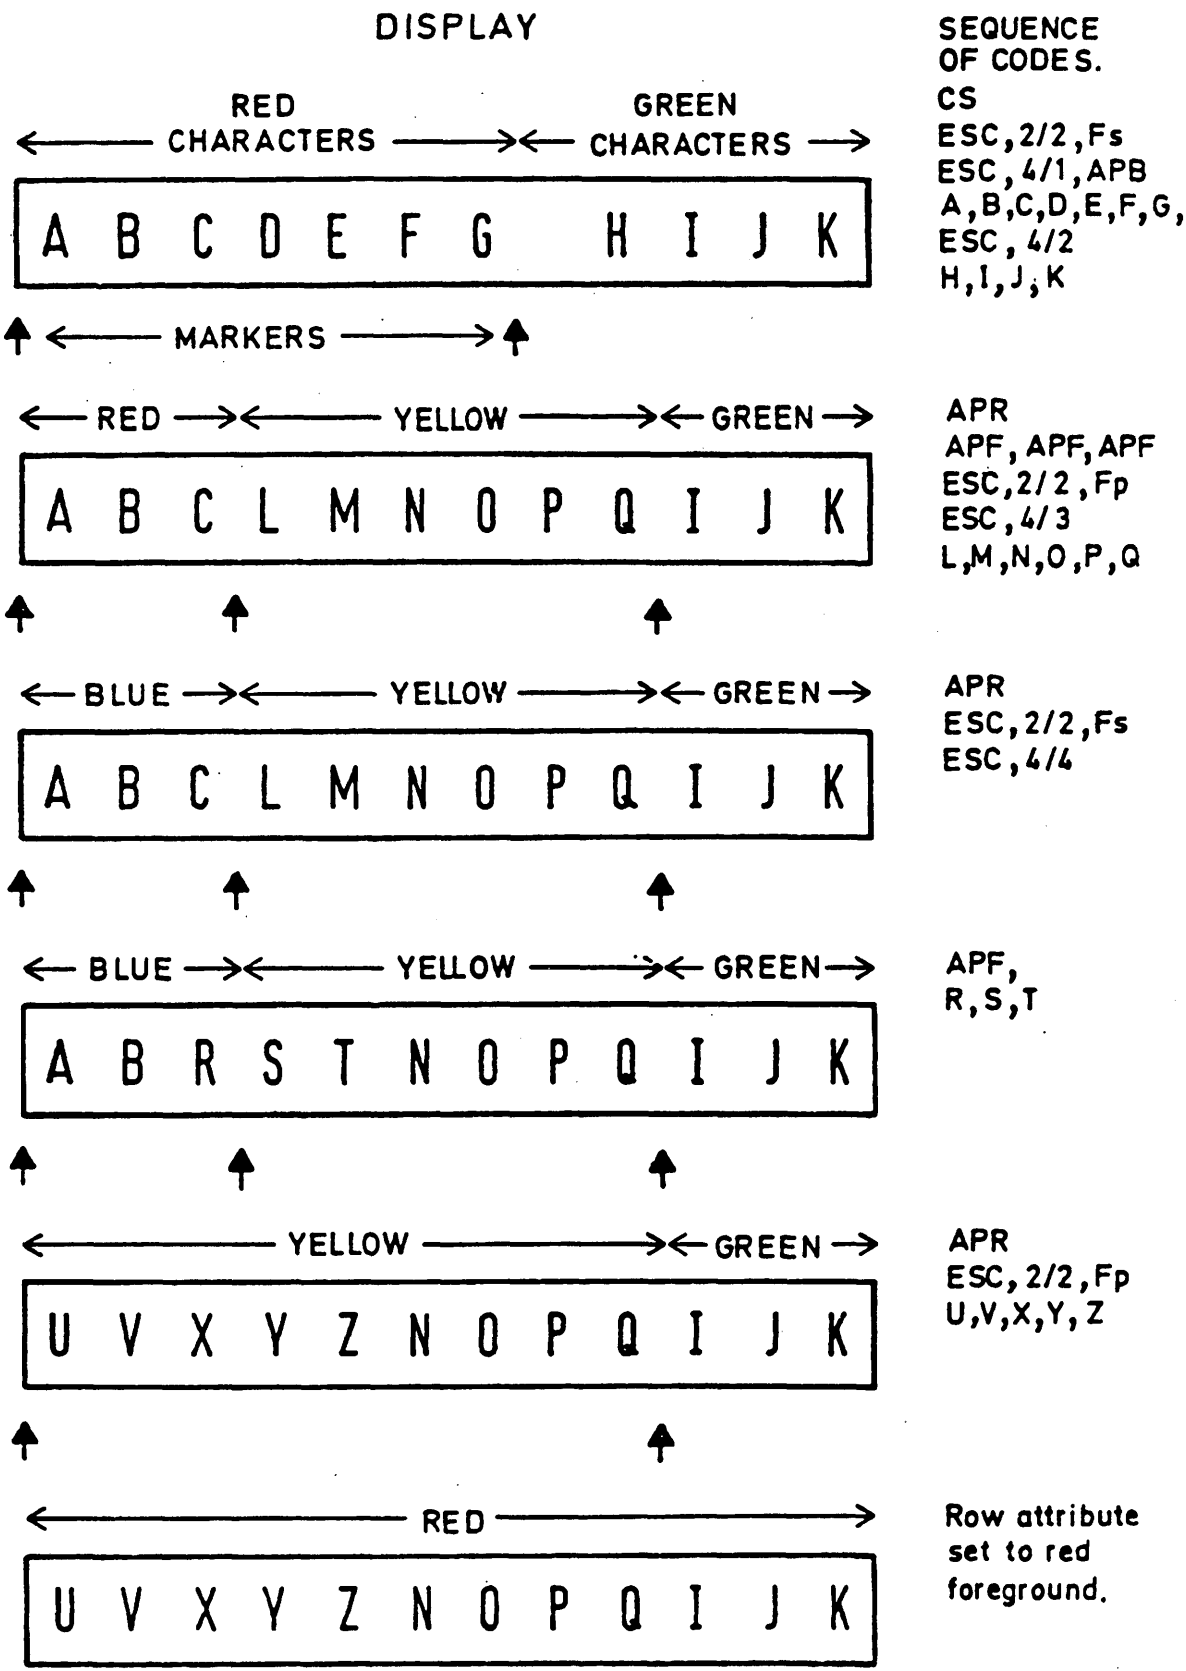 DISPLAY
SEQUENCE
OF CODES.
RED
CHARACTERS
GREEN
CHARACTERS
CS
ESC, 2/2, Fs
ESC, 4/1, APB
A, B, C, D, E, F, G,
ESC, 4/2
H, I, J, K
A B C D E F G H I J K
MARKERS
RED YELLOW GREEN
APR
APF, APF, APF
ESC, 2/2, Fp
ESC, 4/3
L, M, N, O, P, Q
A B C L M N O P Q I J K
BLUE YELLOW GREEN
APR
ESC, 2/2, Fs
ESC, 4/4
A B C L M N O P Q I J K
BLUE YELLOW GREEN
APF,
R, S, T
A B R S T N O P Q I J K
YELLOW GREEN
APR
ESC, 2/2, Fp
U, V, X, Y, Z
U V X Y Z N O P Q I J K
RED
Row attribute
set to red
foreground.
U V X Y Z N O P Q I J K